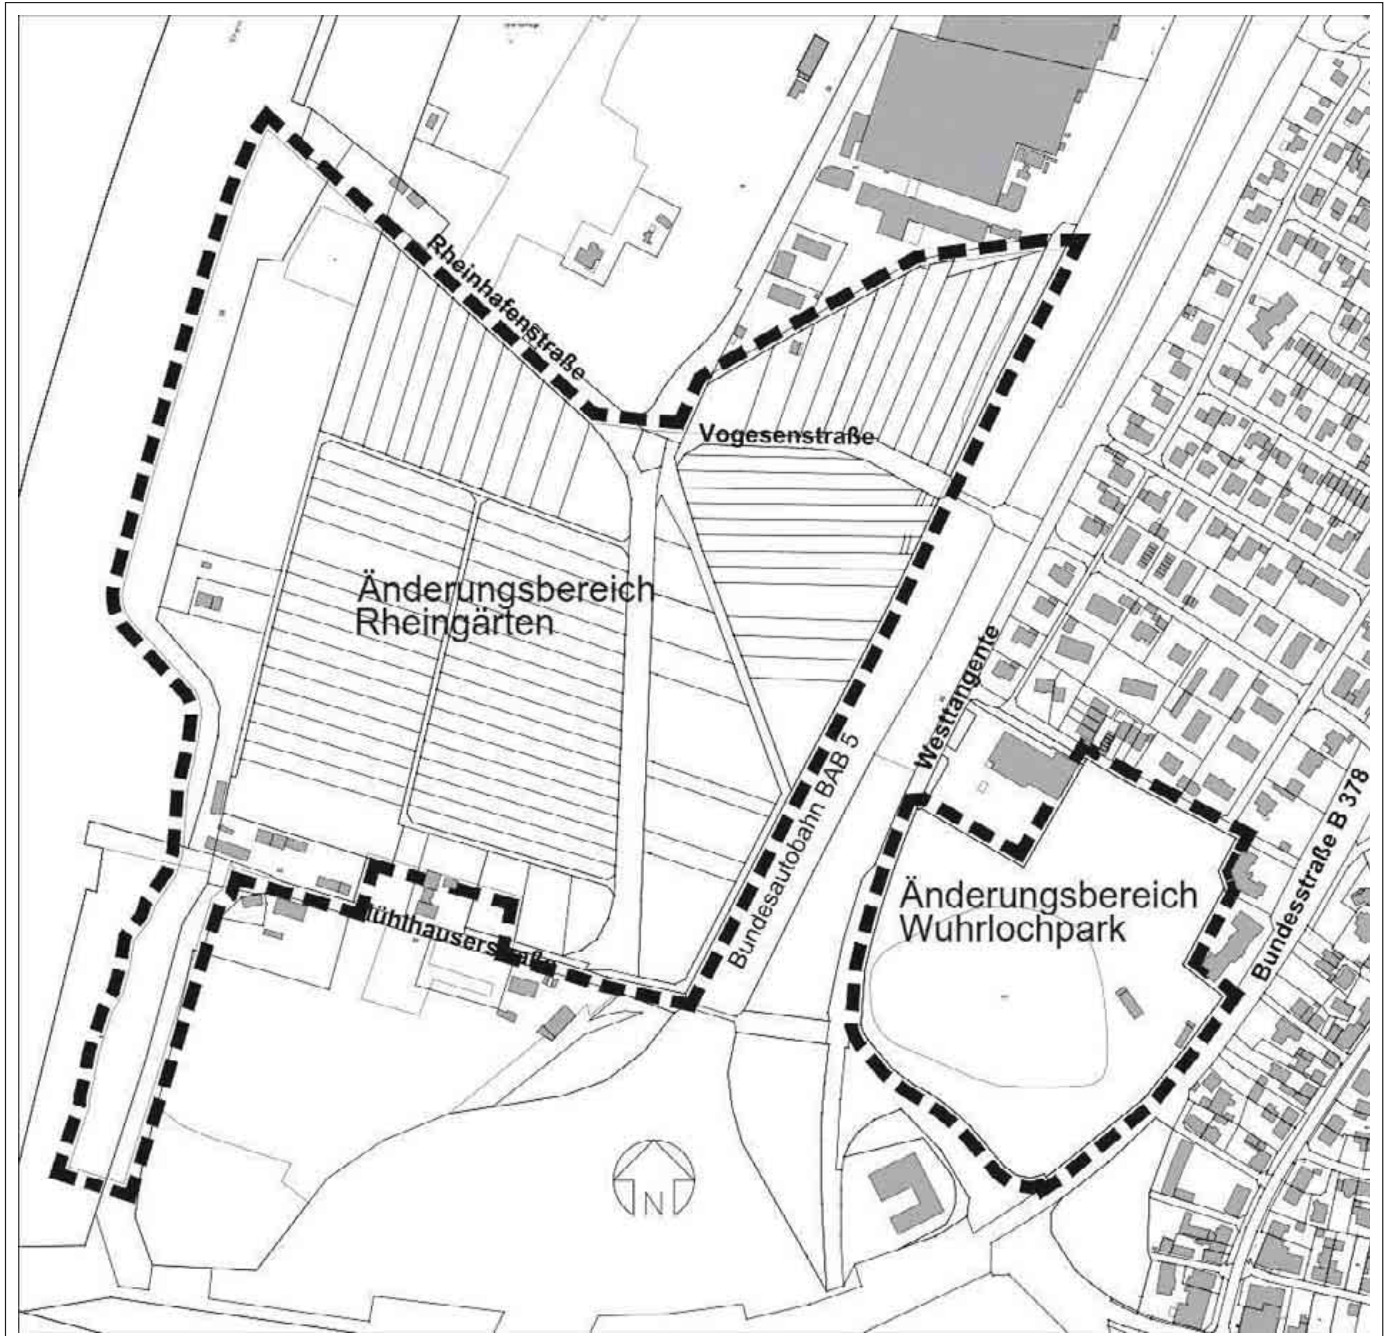 Rheinhafenstraße
Vogesenstraße
Änderungsbereich
Rheingärten
Westtangente
Bundesautobahn BAB 5
Bundesstraße B 378
Änderungsbereich
Wuhrlochpark
N